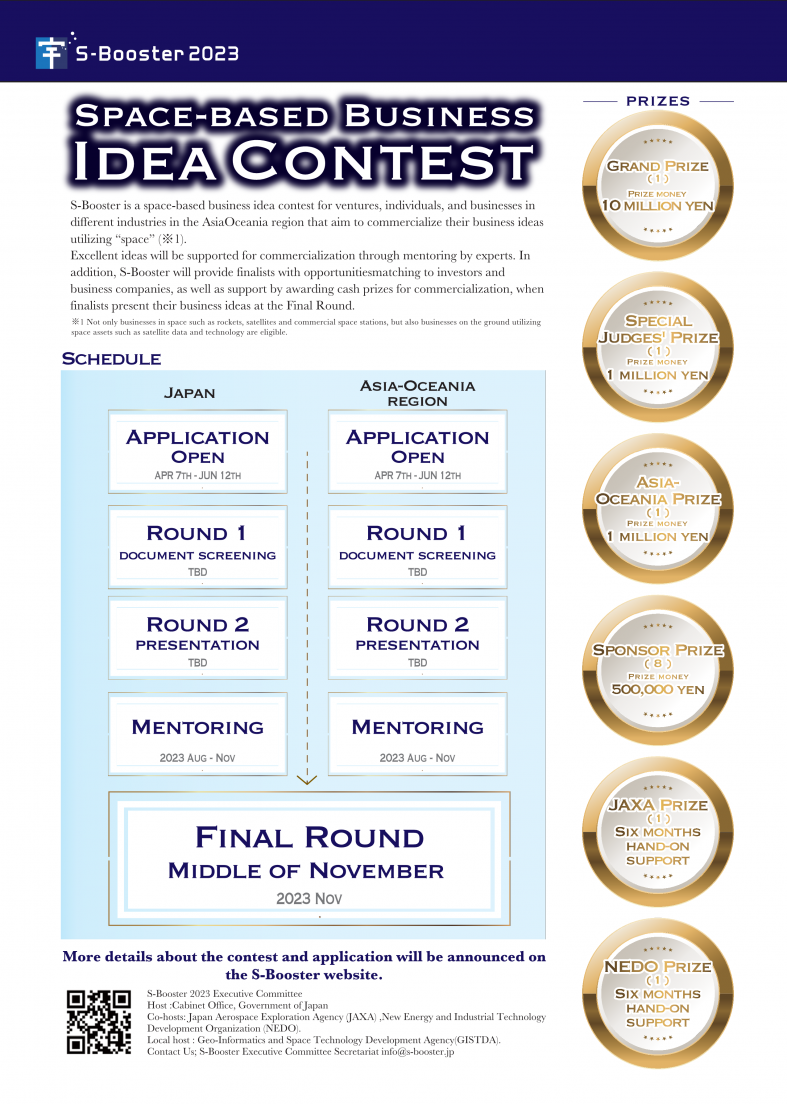 S-Booster 2023
SPACE-BASED BUSINESS
IDEA CONTEST
S-Booster is a space-based business idea contest for ventures, individuals, and businesses in
different industries in the AsiaOceania region that aim to commercialize their business ideas
utilizing “space” (※1).
Excellent ideas will be supported for commercialization through mentoring by experts. In
addition, S-Booster will provide finalists with opportunitiesmatching to investors and
business companies, as well as support by awarding cash prizes for commercialization, when
finalists present their business ideas at the Final Round.
※1 Not only businesses in space such as rockets, satellites and commercial space stations, but also businesses on the ground utilizing
space assets such as satellite data and technology are eligible.
SCHEDULE
JAPAN
APPLICATION
OPEN
APR 7TH - JUN 12TH
ROUND 1
DOCUMENT SCREENING
TBD
ROUND 2
PRESENTATION
TBD
MENTORING
2023 AUG - NOV
ASIA-OCEANIA
REGION
APPLICATION
OPEN
APR 7TH - JUN 12TH
ROUND 1
DOCUMENT SCREENING
TBD
ROUND 2
PRESENTATION
TBD
MENTORING
2023 AUG - NOV
FINAL ROUND
MIDDLE OF NOVEMBER
2023 NOV
More details about the contest and application will be announced on
the S-Booster website.
S-Booster 2023 Executive Committee
Host :Cabinet Office, Government of Japan
Co-hosts: Japan Aerospace Exploration Agency (JAXA) ,New Energy and Industrial Technology
Development Organization (NEDO).
Local host : Geo-Informatics and Space Technology Development Agency(GISTDA).
Contact Us; S-Booster Executive Committee Secretariat info@s-booster.jp
PRIZES
GRAND PRIZE
(1)
PRIZE MONEY
10 MILLION YEN
SPECIAL
JUDGES' PRIZE
(1)
PRIZE MONEY
1 MILLION YEN
ASIA-
OCEANIA PRIZE
(1)
PRIZE MONEY
1 MILLION YEN
SPONSOR PRIZE
(8)
PRIZE MONEY
500,000 YEN
JAXA PRIZE
(1)
SIX MONTHS
HAND-ON
SUPPORT
NEDO PRIZE
(1)
SIX MONTHS
HAND-ON
SUPPORT